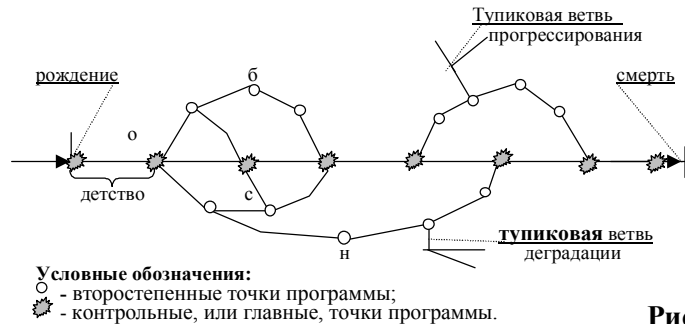 Тупиковая ветвь
прогрессирования
рождение
б
смерть
о
детство
с
н
тупиковая ветвь
деградации
Условные обозначения:
- второстепенные точки программы;
- контрольные, или главные, точки программы.
Рис